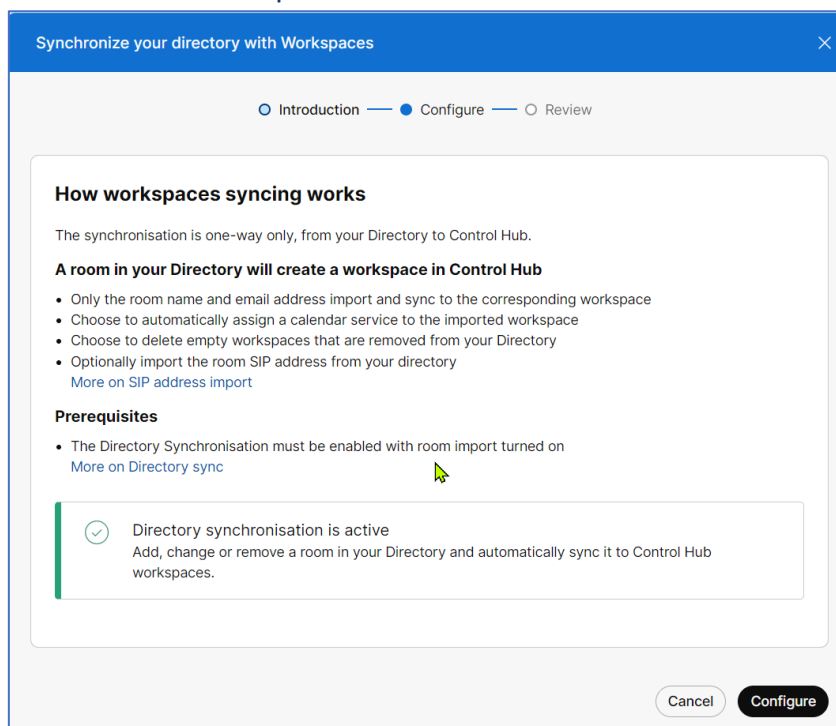 Synchronize your directory with Workspaces
Introduction
Configure
Review
How workspaces syncing works
The synchronisation is one-way only, from your Directory to Control Hub.
A room in your Directory will create a workspace in Control Hub
• Only the room name and email address import and sync to the corresponding workspace
• Choose to automatically assign a calendar service to the imported workspace
• Choose to delete empty workspaces that are removed from your Directory
• Optionally import the room SIP address from your directory
More on SIP address import
Prerequisites
• The Directory Synchronisation must be enabled with room import turned on
More on Directory sync
Directory synchronisation is active
Add, change or remove a room in your Directory and automatically sync it to Control Hub
workspaces.
Cancel
Configure